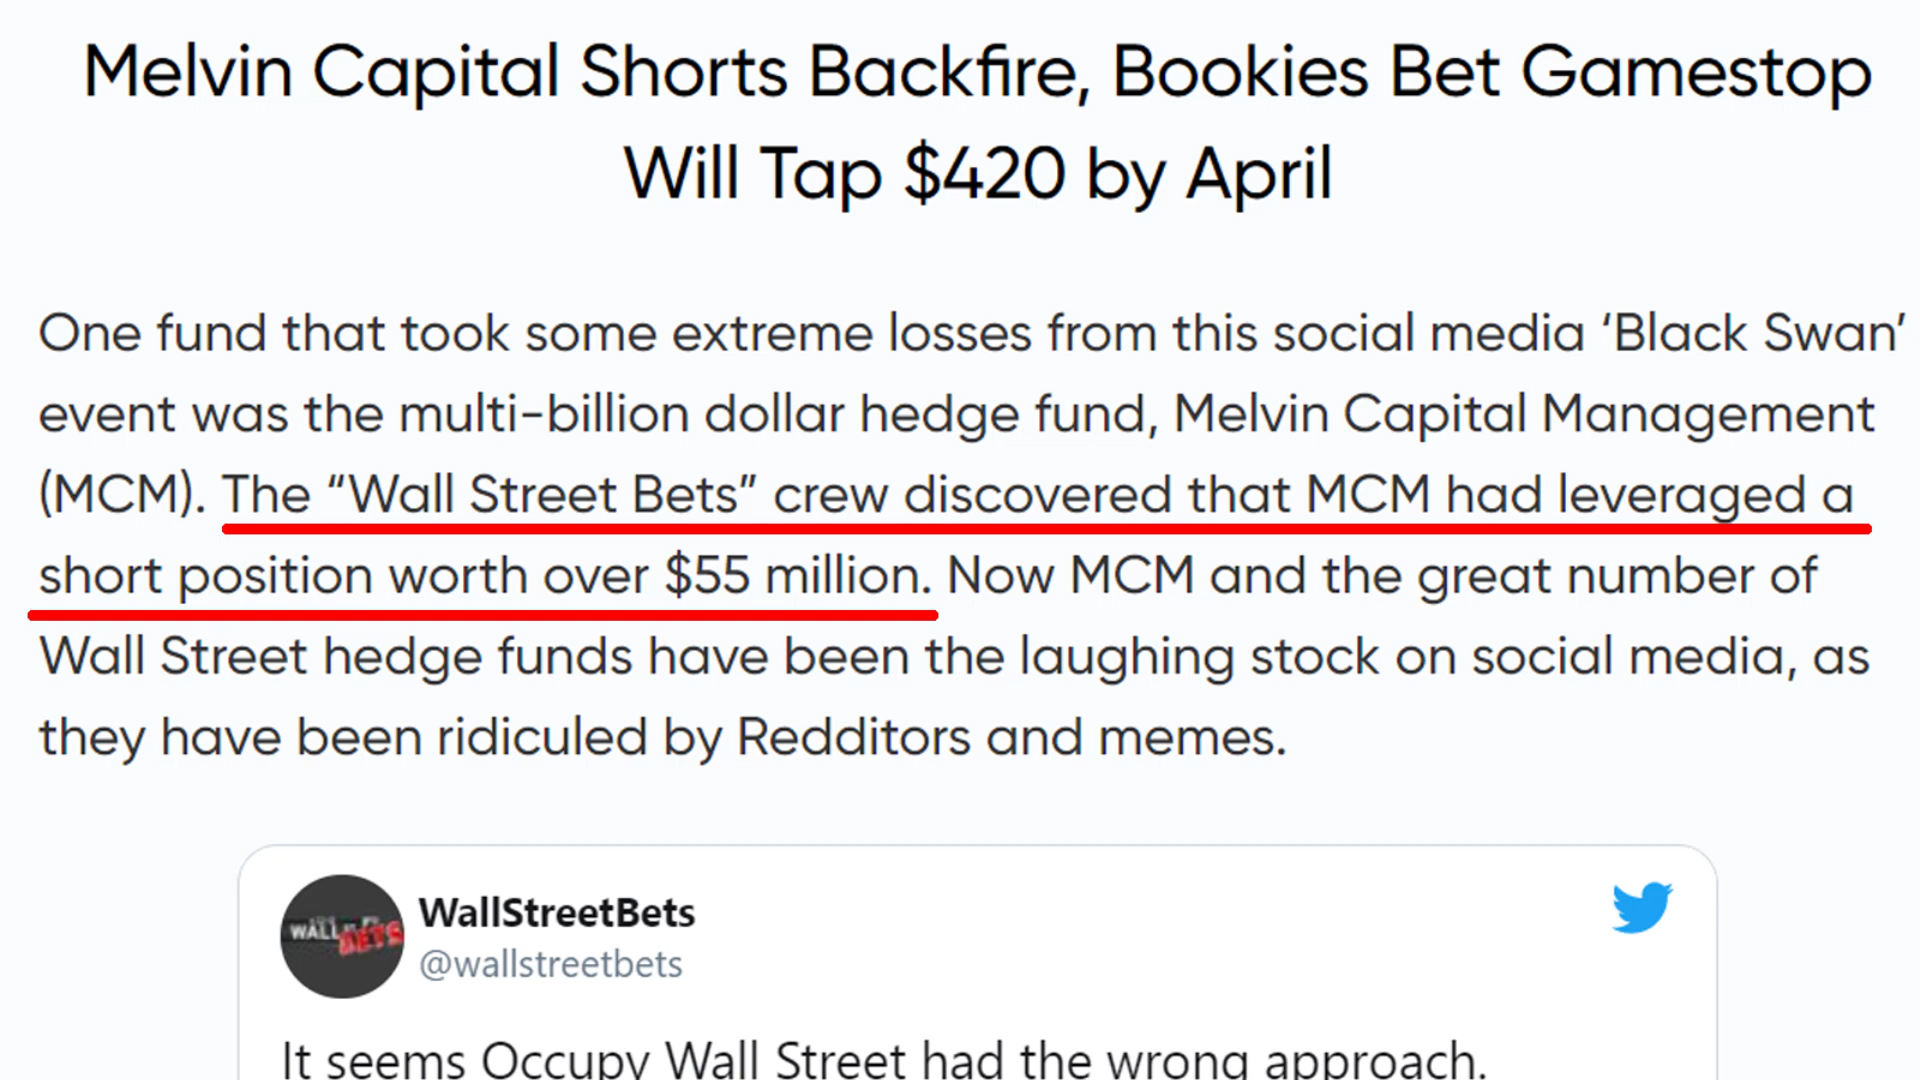 Melvin Capital Shorts Backfire, Bookies Bet Gamestop
Will Tap $420 by April
One fund that took some extreme losses from this social media ‘Black Swan’
event was the multi-billion dollar hedge fund, Melvin Capital Management
(MCM). The “Wall Street Bets” crew discovered that MCM had leveraged a
short position worth over $55 million. Now MCM and the great number of
Wall Street hedge funds have been the laughing stock on social media, as
they have been ridiculed by Redditors and memes.
WALL
BETS
WallStreetBets
@wallstreetbets
It seems Occupy Wall Street had the wrong approach.